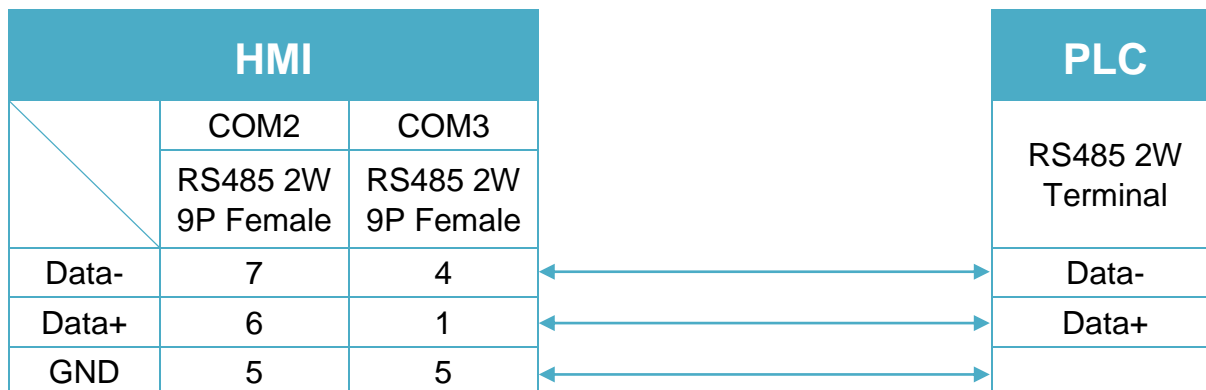 HMI PLC
COM2 COM3
RS485 2W RS485 2W RS485 2W
9P Female 9P Female Terminal
Data- 7 4 Data-
Data+ 6 1 Data+
GND 5 5